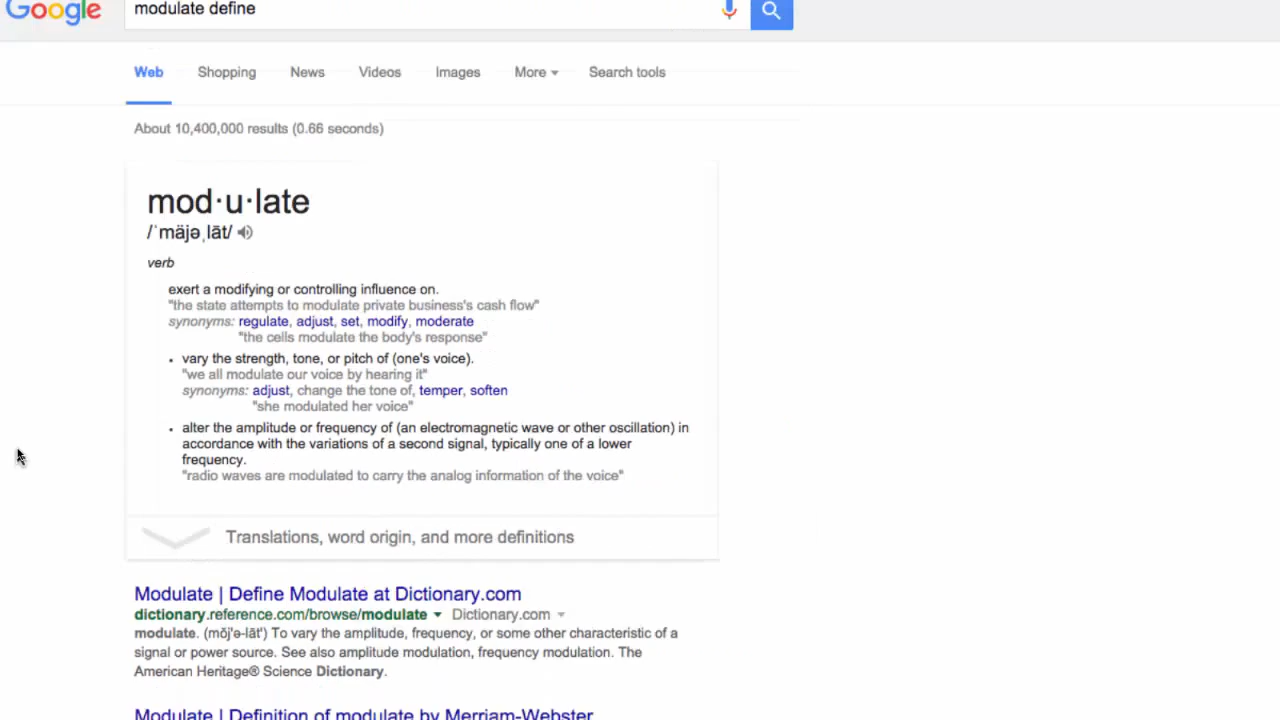 Google
modulate define
Web Shopping News Videos Images More Search tools
About 10,400,000 results (0.66 seconds)
mod·u·late
/ˈmäjəˌlāt/
verb
exert a modifying or controlling influence on.
"the state attempts to modulate private business's cash flow"
synonyms: regulate, adjust, set, modify, moderate
"the cells modulate the body's response"
• vary the strength, tone, or pitch of (one's voice).
"we all modulate our voice by hearing it"
synonyms: adjust, change the tone of, temper, soften
"she modulated her voice"
• alter the amplitude or frequency of (an electromagnetic wave or other oscillation) in
accordance with the variations of a second signal, typically one of a lower
frequency.
"radio waves are modulated to carry the analog information of the voice"
Translations, word origin, and more definitions
Modulate | Define Modulate at Dictionary.com
dictionary.reference.com/browse/modulate Dictionary.com
modulate. (mŏj'ə-lāt') To vary the amplitude, frequency, or some other characteristic of a
signal or power source. See also amplitude modulation, frequency modulation. The
American Heritage® Science Dictionary.
Modulate | Definition of modulate by Merriam-Webster